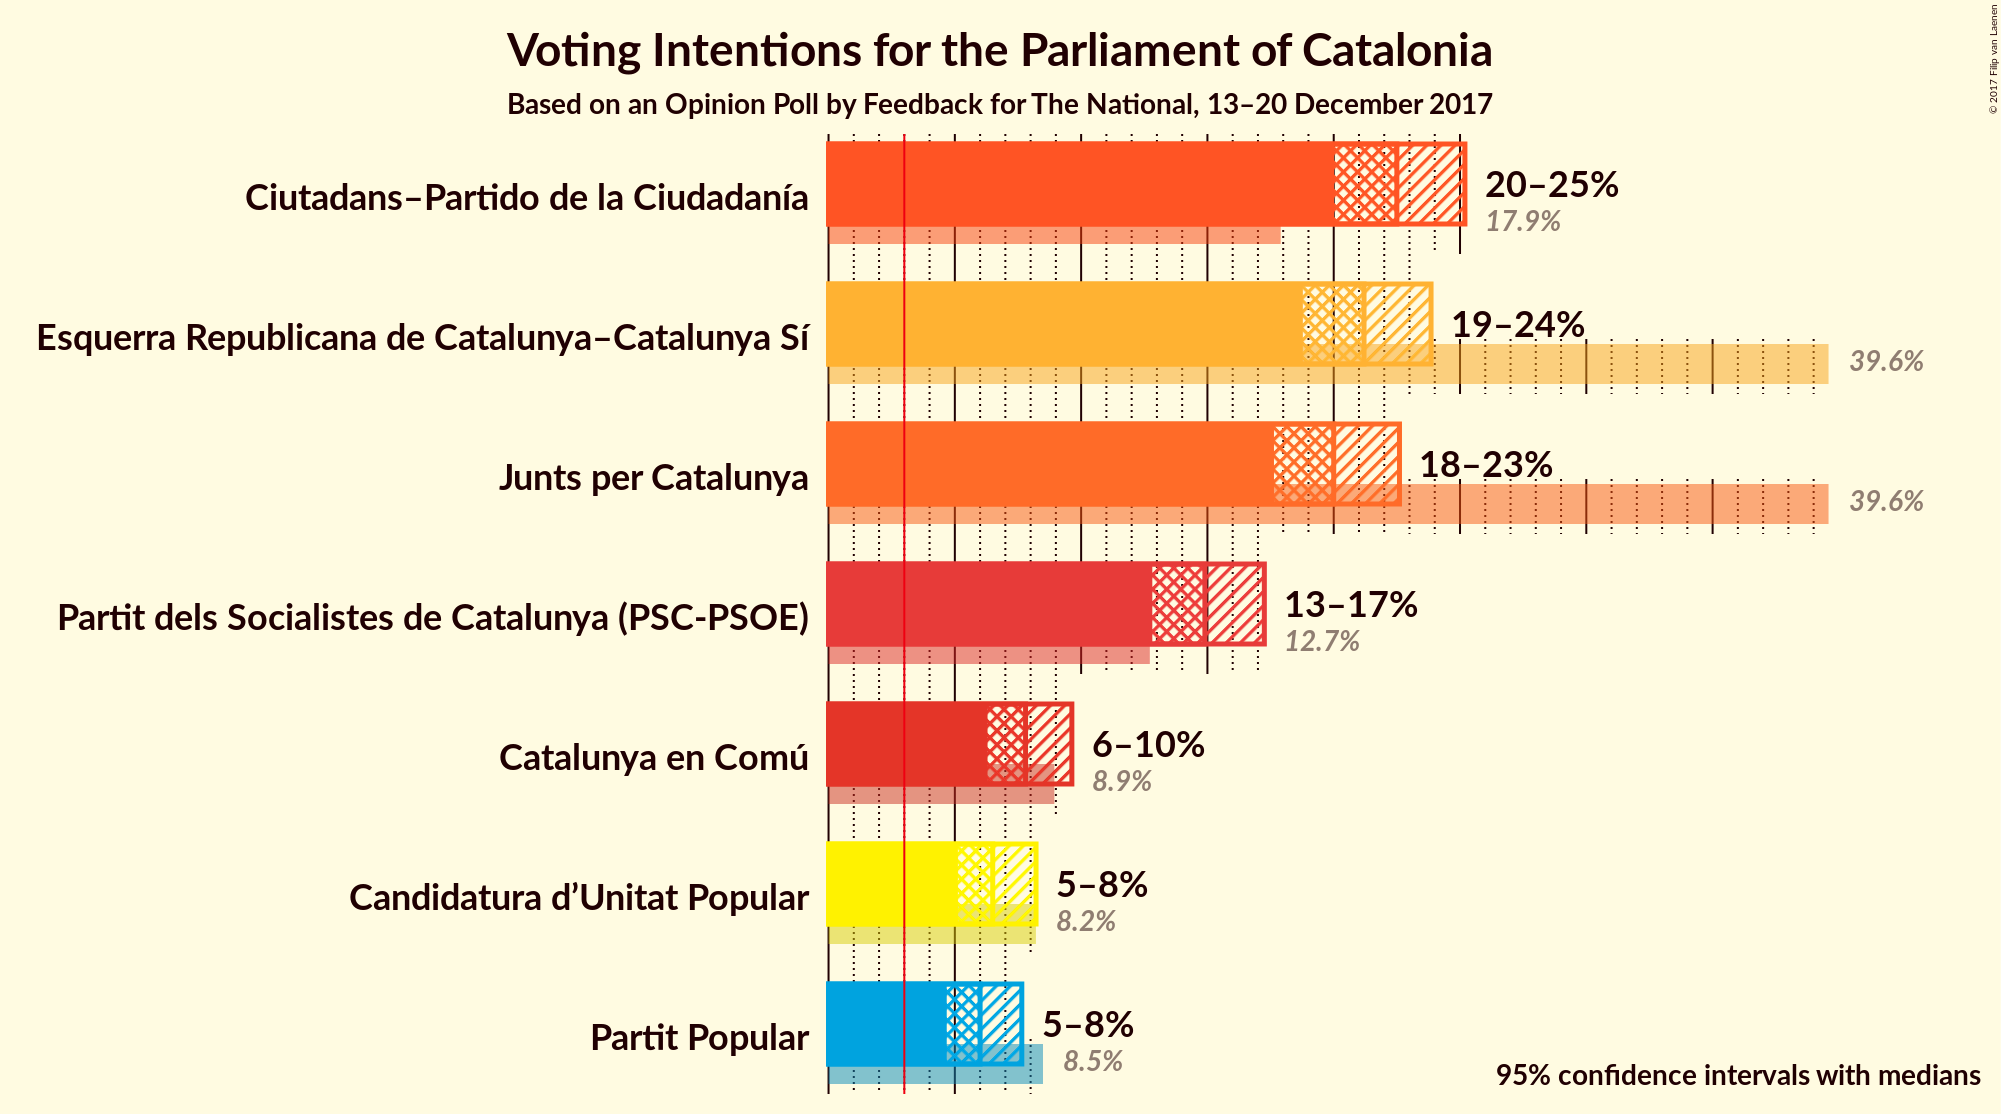 Voting Intentions for the Parliament of Catalonia
Based on an Opinion Poll by Feedback for The National, 13–20 December 2017
© 2017 Filip van Laenen
Ciutadans–Partido de la Ciudadanía
20–25%
17.9%
Esquerra Republicana de Catalunya–Catalunya Sí
19–24%
39.6%
Junts per Catalunya
18–23%
39.6%
Partit dels Socialistes de Catalunya (PSC-PSOE)
13–17%
12.7%
Catalunya en Comú
6–10%
8.9%
Candidatura d’Unitat Popular
5–8%
8.2%
Partit Popular
5–8%
8.5%
95% confidence intervals with medians